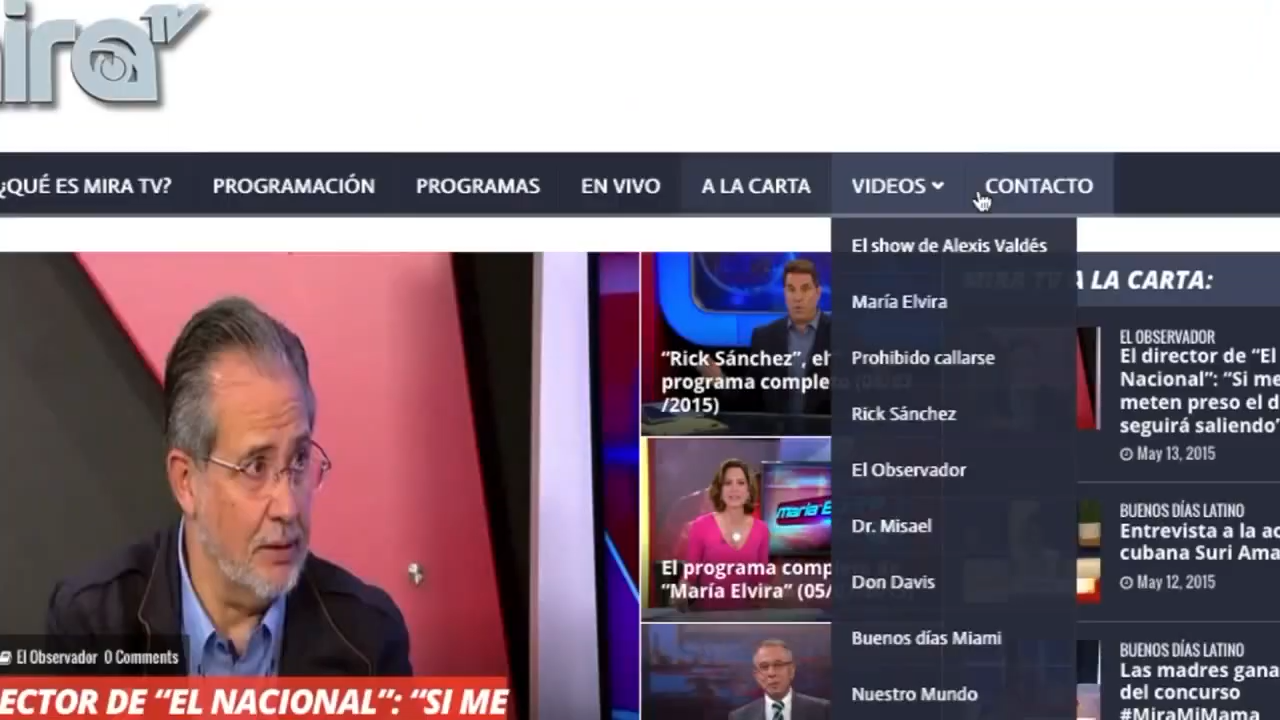 ira TV
¿QUÉ ES MIRA TV?
PROGRAMACIÓN
PROGRAMAS
EN VIVO
A LA CARTA
VIDEOS
CONTACTO
El show de Alexis Valdés
María Elvira
Prohibido callarse
Rick Sánchez
El Observador
Dr. Misael
Don Davis
Buenos días Miami
Nuestro Mundo
El Observador 0 Comments
ECTOR DE “EL NACIONAL”: “SI ME
“Rick Sánchez”, el
programa complet
/2015)
maría E
El programa comp
“María Elvira” (05/
MIRA TV A LA CARTA:
EL OBSERVADOR
El director de “El
Nacional”: “Si me
meten preso el d
seguirá saliendo”
May 13, 2015
BUENOS DÍAS LATINO
Entrevista a la ac
cubana Suri Ama
May 12, 2015
BUENOS DÍAS LATINO
Las madres gana
del concurso
#MiraMiMama